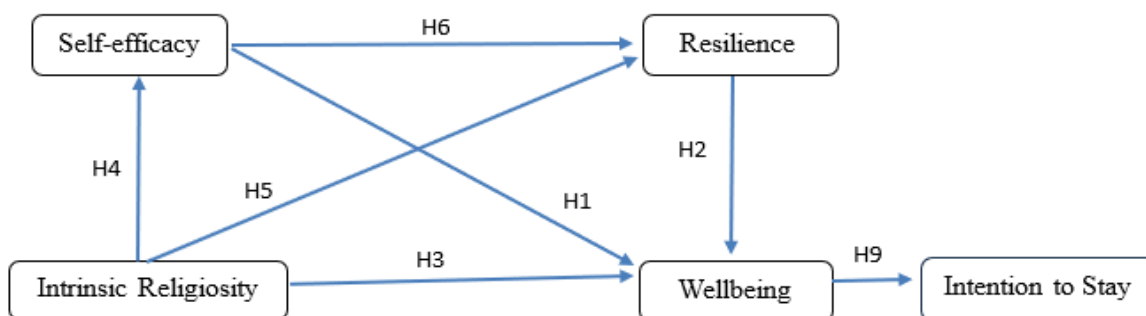 Self-efficacy
H6
Resilience
H4
H5
H1
H2
Intrinsic Religiosity
H3
Wellbeing
H9
Intention to Stay